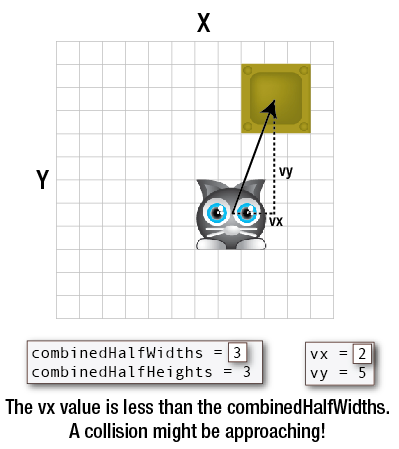 X
Y
vy
vx
combinedHalfWidths = 3
combinedHalfHeights = 3
vx = 2
vy = 5
The vx value is less than the combinedHalfWidths.
A collision might be approaching!